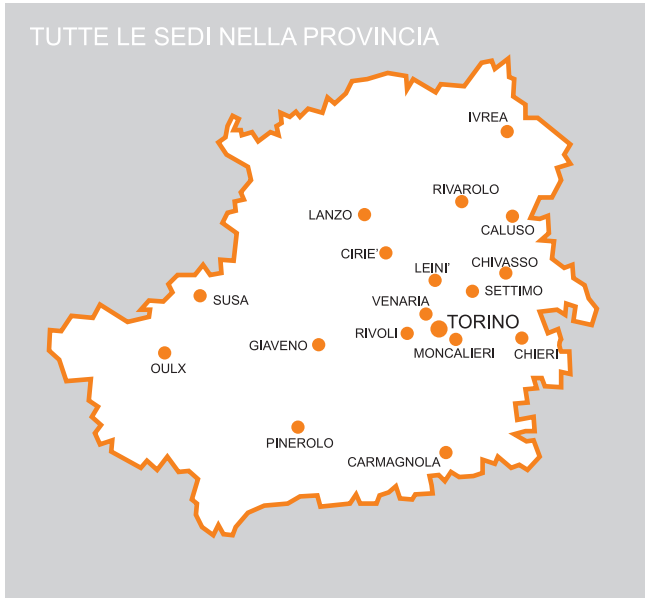 TUTTE LE SEDI NELLA PROVINCIA
IVREA
RIVAROLO
LANZO
CALUSO
CIRIE'
LEINI'
CHIVASSO
SETTIMO
SUSA
VENARIA
TORINO
RIVOLI
GIAVENO
MONCALIERI
CHIERI
OULX
PINEROLO
CARMAGNOLA